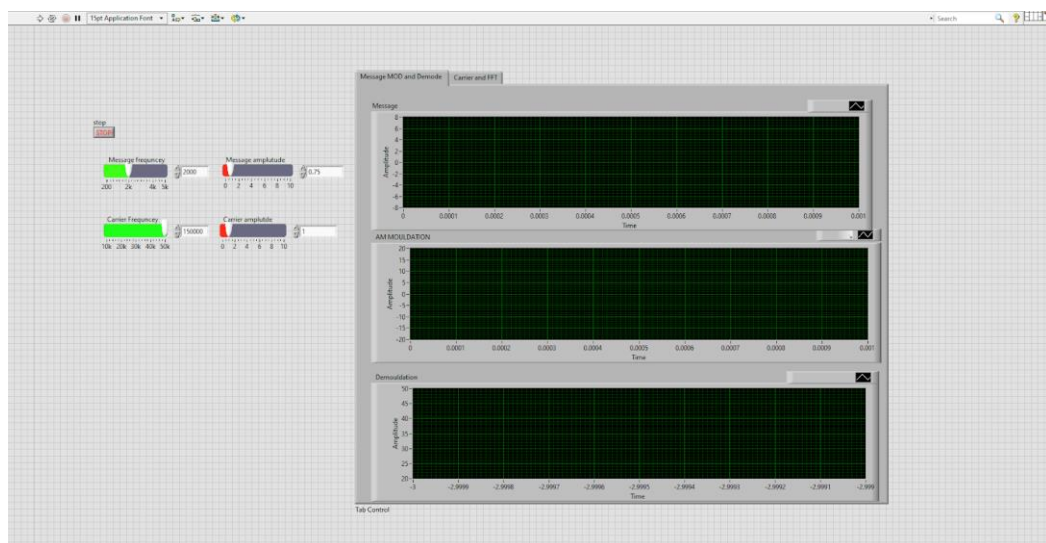 15pt Application Font
Search
Message MOD and Demode
Carrier and FFT
stop
STOP
Message frequncey
2000
200 2k 4k 5k
Message amplutude
0.75
0 2 4 6 8 10
Carrier Frequncey
150000
10k 20k 30k 40k 50k
Carrier amplutide
1
0 2 4 6 8 10
Message
Amplitude
8
6
4
2
0
-2
-4
-6
-8
0 0.0001 0.0002 0.0003 0.0004 0.0005 0.0006 0.0007 0.0008 0.0009 0.001
Time
AM MOULDATION
Amplitude
20
15
10
5
0
-5
-10
-15
-20
0 0.0001 0.0002 0.0003 0.0004 0.0005 0.0006 0.0007 0.0008 0.0009 0.001
Time
Demouldation
Amplitude
50
45
40
35
30
25
20
-3 -2.9999 -2.9998 -2.9997 -2.9996 -2.9995 -2.9994 -2.9993 -2.9992 -2.9991 -2.999
Time
Tab Control